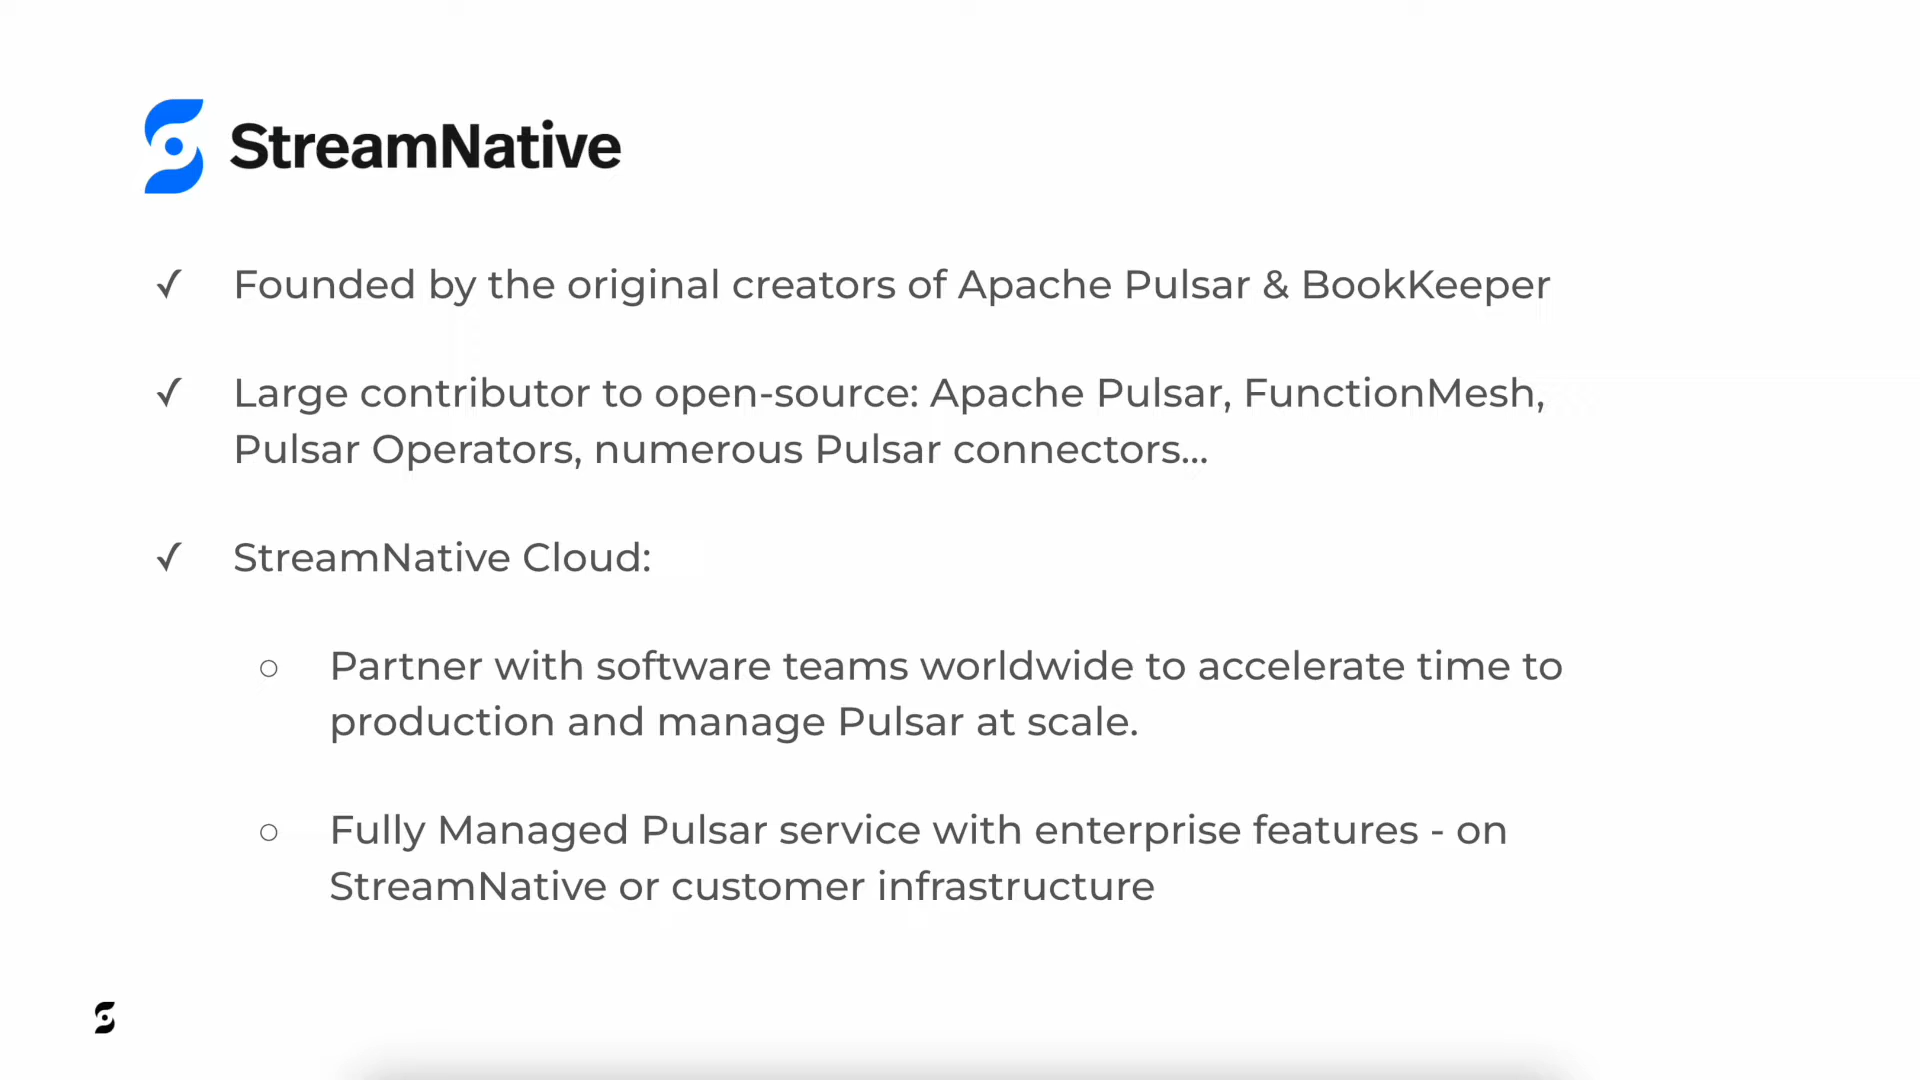 StreamNative
✓ Founded by the original creators of Apache Pulsar & BookKeeper
✓ Large contributor to open-source: Apache Pulsar, FunctionMesh,
Pulsar Operators, numerous Pulsar connectors...
✓ StreamNative Cloud:
○ Partner with software teams worldwide to accelerate time to
production and manage Pulsar at scale.
○ Fully Managed Pulsar service with enterprise features - on
StreamNative or customer infrastructure